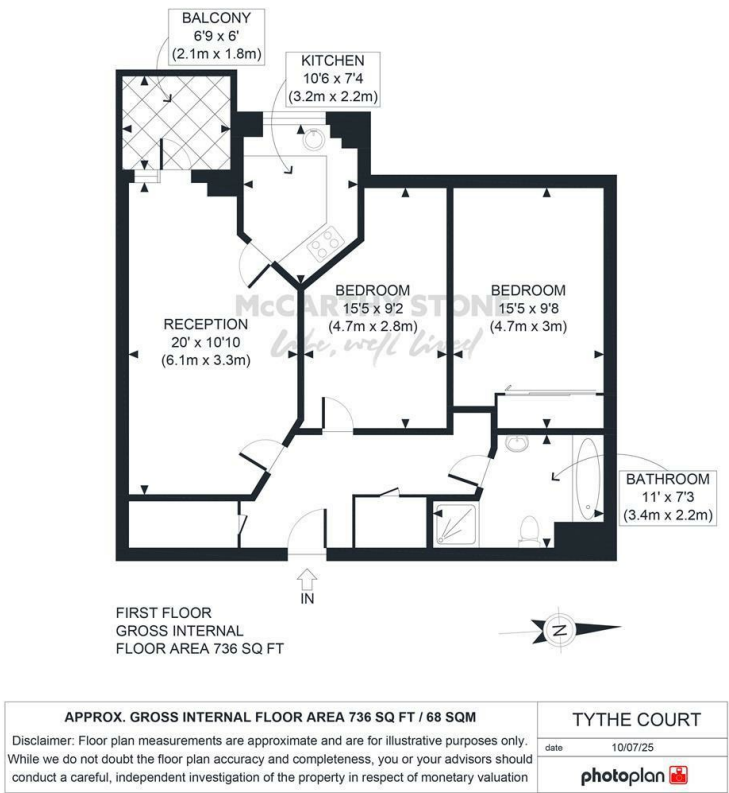 BALCONY
6'9 x 6'
(2.1m x 1.8m)
KITCHEN
10'6 x 7'4
(3.2m x 2.2m)
BEDROOM
15'5 x 9'2
(4.7m x 2.8m)
BEDROOM
15'5 x 9'8
(4.7m x 3m)
McCARTHY STONE
Life, well lived
RECEPTION
20' x 10'10
(6.1m x 3.3m)
BATHROOM
11' x 7'3
(3.4m x 2.2m)
IN
FIRST FLOOR
GROSS INTERNAL
FLOOR AREA 736 SQ FT
N
APPROX. GROSS INTERNAL FLOOR AREA 736 SQ FT / 68 SQM
Disclaimer: Floor plan measurements are approximate and are for illustrative purposes only.
While we do not doubt the floor plan accuracy and completeness, you or your advisors should
conduct a careful, independent investigation of the property in respect of monetary valuation
TYTHE COURT
date 10/07/25
photoplan